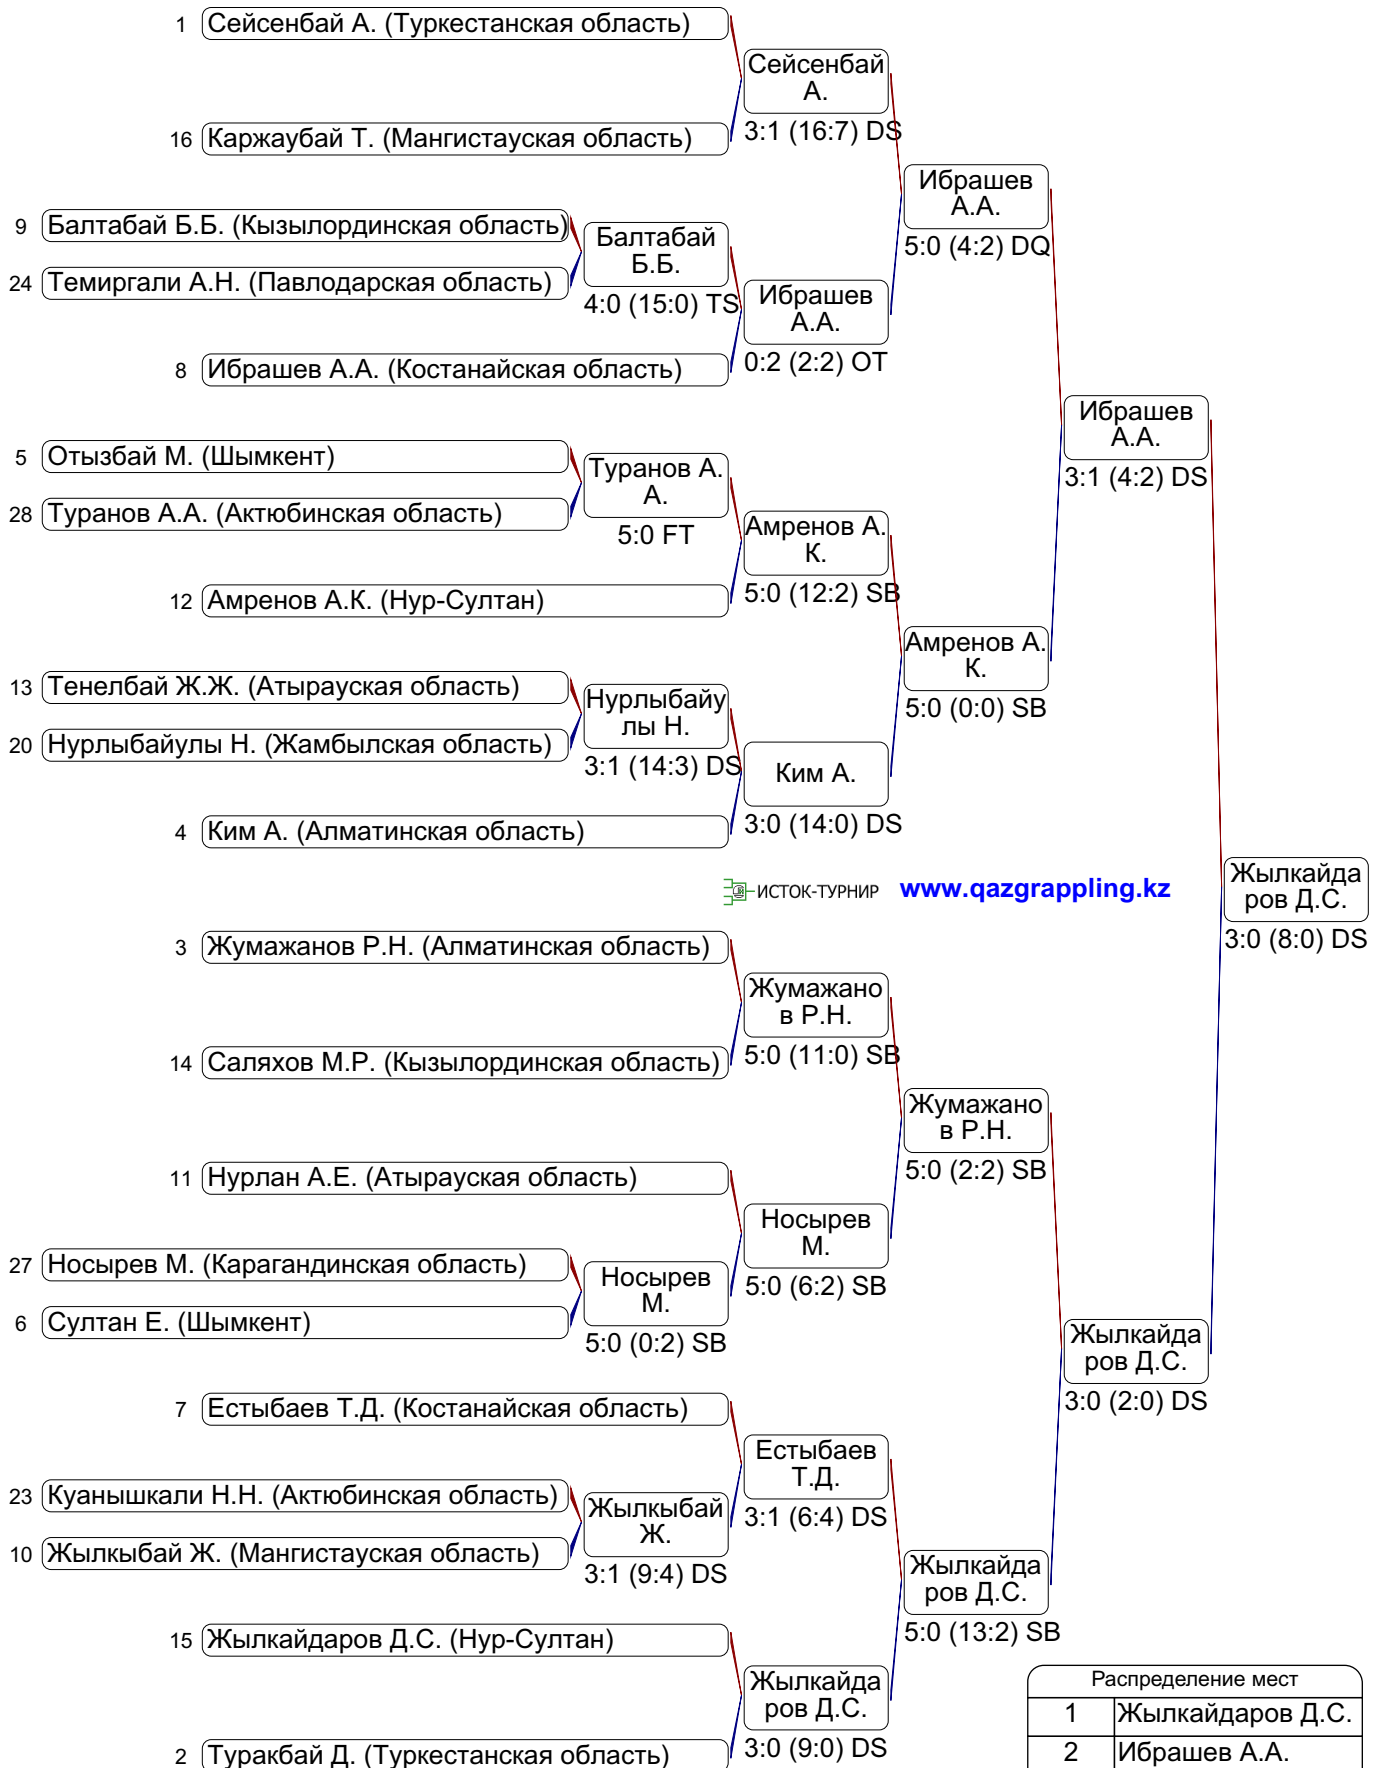 1 Сейсенбай А. (Туркестанская область)
Сейсенбай
А.
3:1 (16:7) DS
16 Каржаубай Т. (Мангистауская область)
Ибрашев
А.А.
5:0 (4:2) DQ
9 Балтабай Б.Б. (Кызылординская область)
Балтабай
Б.Б.
4:0 (15:0) TS
24 Темиргали А.Н. (Павлодарская область)
Ибрашев
А.А.
0:2 (2:2) OT
8 Ибрашев А.А. (Костанайская область)
Ибрашев
А.А.
3:1 (4:2) DS
5 Отызбай М. (Шымкент)
Туранов А.
А.
5:0 FT
28 Туранов А.А. (Актюбинская область)
Амренов А.
К.
5:0 (12:2) SB
12 Амренов А.К. (Нур-Султан)
Амренов А.
К.
5:0 (0:0) SB
13 Тенелбай Ж.Ж. (Атырауская область)
Нурлыбайу
лы Н.
3:1 (14:3) DS
20 Нурлыбайулы Н. (Жамбылская область)
Ким А.
3:0 (14:0) DS
4 Ким А. (Алматинская область)
ИСТОК-ТУРНИР www.qazgrappling.kz
Жылкайда
ров Д.С.
3:0 (8:0) DS
3 Жумажанов Р.Н. (Алматинская область)
Жумажано
в Р.Н.
5:0 (11:0) SB
14 Саляхов М.Р. (Кызылординская область)
Жумажано
в Р.Н.
5:0 (2:2) SB
11 Нурлан А.Е. (Атырауская область)
Носырев
М.
5:0 (6:2) SB
27 Носырев М. (Карагандинская область)
Носырев
М.
5:0 (0:2) SB
6 Султан Е. (Шымкент)
Жылкайда
ров Д.С.
3:0 (2:0) DS
7 Естыбаев Т.Д. (Костанайская область)
Естыбаев
Т.Д.
3:1 (6:4) DS
23 Куанышкали Н.Н. (Актюбинская область)
Жылкыбай
Ж.
3:1 (9:4) DS
10 Жылкыбай Ж. (Мангистауская область)
Жылкайда
ров Д.С.
5:0 (13:2) SB
15 Жылкайдаров Д.С. (Нур-Султан)
Жылкайда
ров Д.С.
3:0 (9:0) DS
2 Туракбай Д. (Туркестанская область)
Распределение мест
1 Жылкайдаров Д.С.
2 Ибрашев А.А.